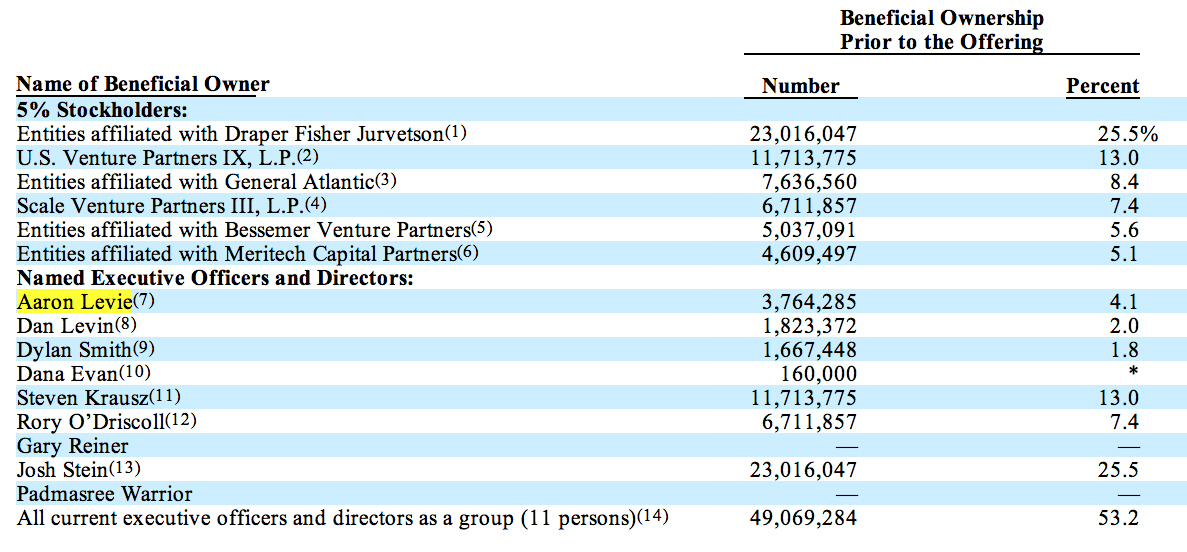 Beneficial Ownership
Prior to the Offering
Name of Beneficial Owner Number Percent
5% Stockholders:
Entities affiliated with Draper Fisher Jurvetson(1) 23,016,047 25.5%
U.S. Venture Partners IX, L.P.(2) 11,713,775 13.0
Entities affiliated with General Atlantic(3) 7,636,560 8.4
Scale Venture Partners III, L.P.(4) 6,711,857 7.4
Entities affiliated with Bessemer Venture Partners(5) 5,037,091 5.6
Entities affiliated with Meritech Capital Partners(6) 4,609,497 5.1
Named Executive Officers and Directors:
Aaron Levie(7) 3,764,285 4.1
Dan Levin(8) 1,823,372 2.0
Dylan Smith(9) 1,667,448 1.8
Dana Evan(10) 160,000 *
Steven Krausz(11) 11,713,775 13.0
Rory O’Driscoll(12) 6,711,857 7.4
Gary Reiner — —
Josh Stein(13) 23,016,047 25.5
Padmasree Warrior — —
All current executive officers and directors as a group (11 persons)(14) 49,069,284 53.2